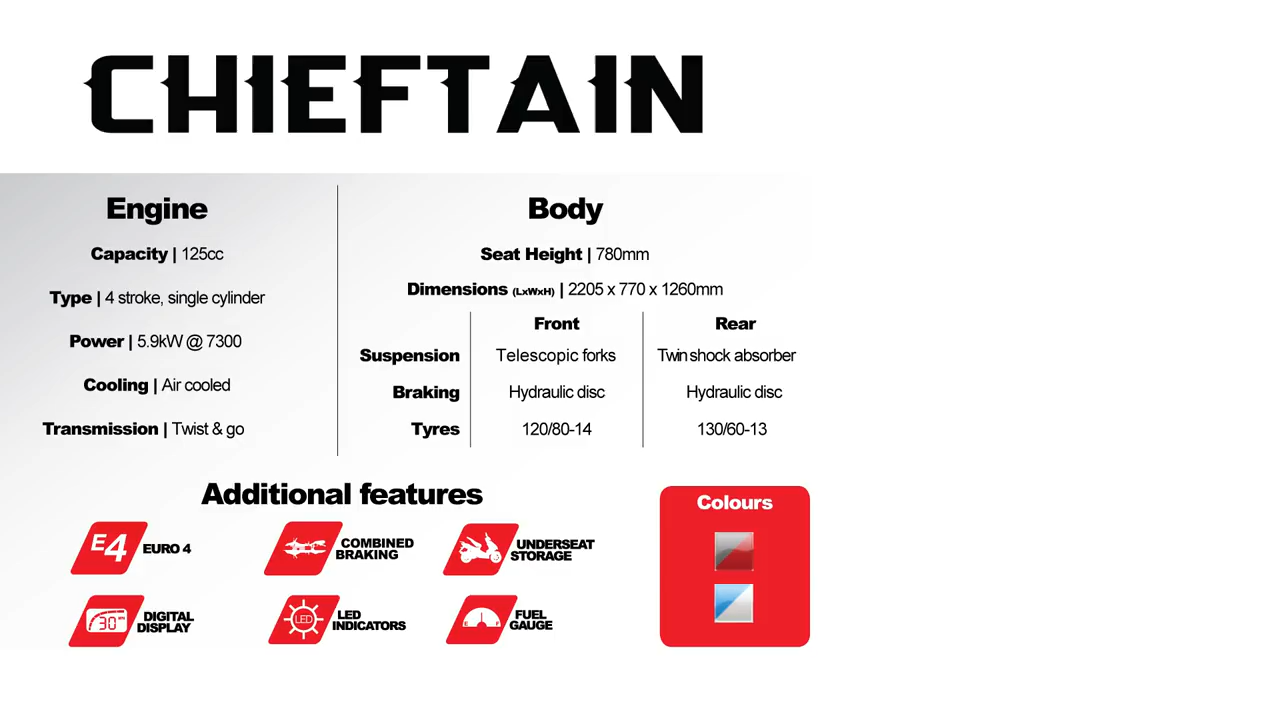 CHIEFTAIN
Engine
Capacity | 125cc
Type | 4 stroke, single cylinder
Power | 5.9kW @ 7300
Cooling | Air cooled
Transmission | Twist & go
Body
Seat Height | 780mm
Dimensions (LxWxH) | 2205 x 770 x 1260mm
Front Rear
Suspension Telescopic forks Twin shock absorber
Braking Hydraulic disc Hydraulic disc
Tyres 120/80-14 130/60-13
Additional features
E4 EURO 4
COMBINED
BRAKING
UNDERSEAT
STORAGE
30
DIGITAL
DISPLAY
LED
LED
INDICATORS
E F
FUEL
GAUGE
Colours